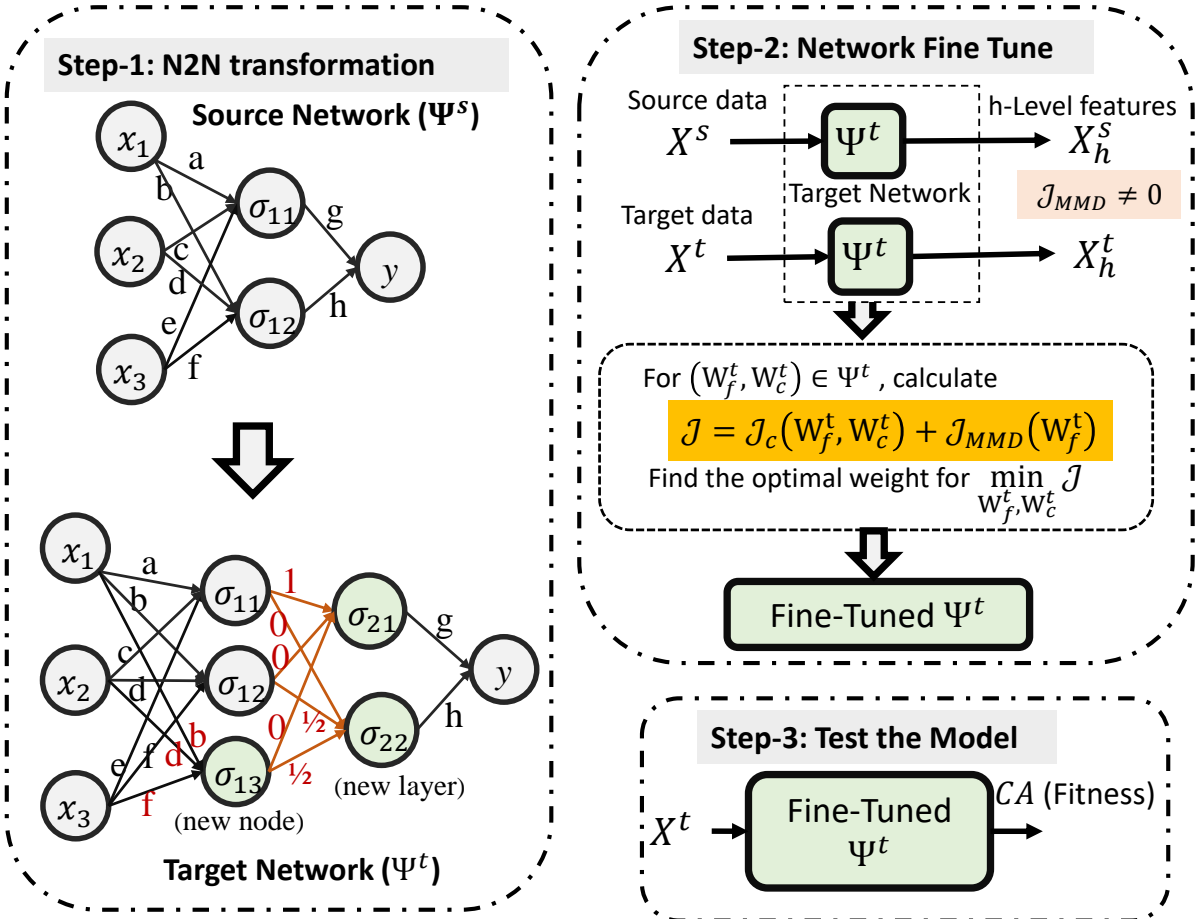 Step-1: N2N transformation
Source Network (Ψ^s)
x_1
a
b
σ_11
g
x_2
c
d
y
σ_12
h
e
x_3
f
x_1
a
b
σ_11
1
0
σ_21
g
c
0
x_2
d
σ_12
y
0
½
h
b
d
σ_22
e
f
σ_13
½
(new layer)
x_3
f
(new node)
Target Network (Ψ^t)
Step-2: Network Fine Tune
Source data
h-Level features
X^s
Ψ^t
X_h^s
Target Network
𝒥_MMD ≠ 0
Target data
X^t
Ψ^t
X_h^t
For (W_f^t, W_c^t) ∈ Ψ^t , calculate
𝒥 = 𝒥_c(W_f^t, W_c^t) + 𝒥_MMD(W_f^t)
Find the optimal weight for min 𝒥
W_f^t,W_c^t
Fine-Tuned Ψ^t
Step-3: Test the Model
CA (Fitness)
X^t
Fine-Tuned
Ψ^t